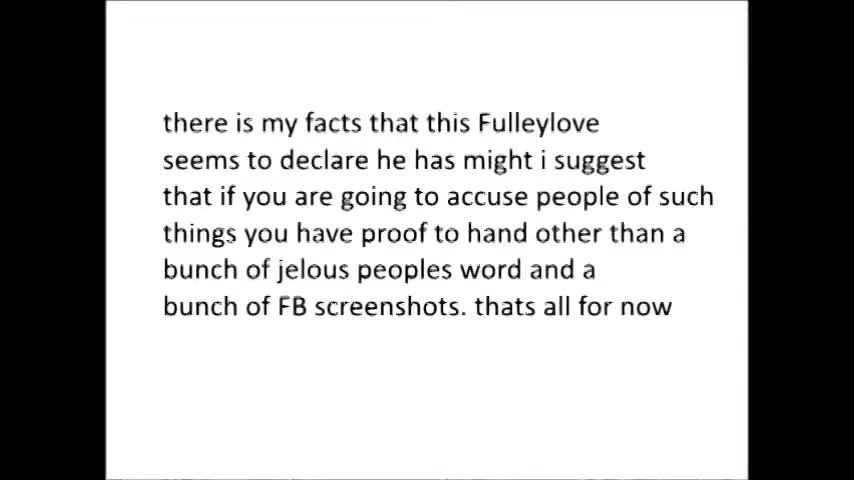 there is my facts that this Fulleylove
seems to declare he has might i suggest
that if you are going to accuse people of such
things you have proof to hand other than a
bunch of jelous peoples word and a
bunch of FB screenshots. thats all for now